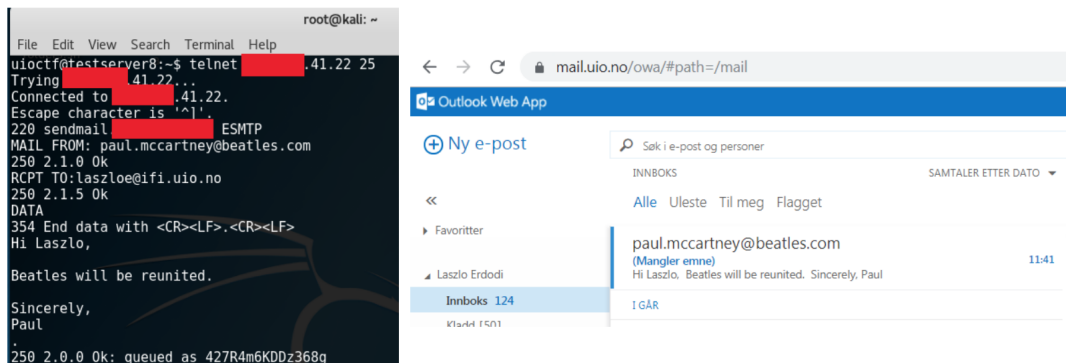 root@kali: ~
File Edit View Search Terminal Help
uioctf@testserver8:~$ telnet .41.22 25
Trying .41.22...
Connected to .41.22.
Escape character is '^]'.
220 sendmail. ESMTP
MAIL FROM: paul.mccartney@beatles.com
250 2.1.0 Ok
RCPT TO:laszloe@ifi.uio.no
250 2.1.5 Ok
DATA
354 End data with <CR><LF>.<CR><LF>
Hi Laszlo,
Beatles will be reunited.
Sincerely,
Paul
.
250 2.0.0 Ok: queued as 427R4m6KDDz368g
mail.uio.no/owa/#path=/mail
Outlook Web App
Ny e-post
Søk i e-post og personer
INNBOKS SAMTALER ETTER DATO
Alle Uleste Til meg Flagget
Favoritter
paul.mccartney@beatles.com
(Mangler emne) 11:41
Hi Laszlo, Beatles will be reunited. Sincerely, Paul
Laszlo Erdodi
Innboks 124
I GÅR
Kladd [50]